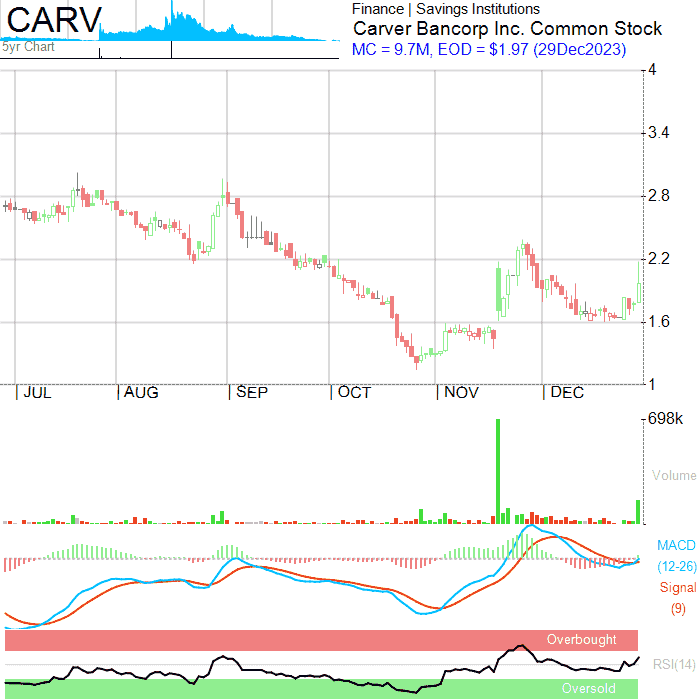 CARV
5yr Chart
Finance | Savings Institutions
Carver Bancorp Inc. Common Stock
MC = 9.7M, EOD = $1.97 (29Dec2023)
4
3.4
2.8
2.2
1.6
1
JUL AUG SEP OCT NOV DEC
698k
Volume
MACD
(12-26)
Signal
(9)
Overbought
RSI(14)
Oversold